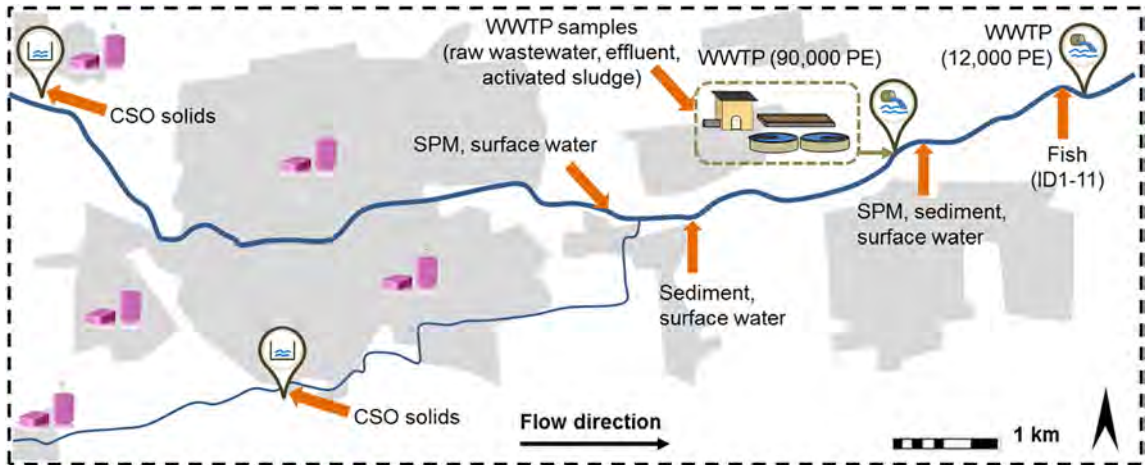 WWTP samples
(raw wastewater, effluent,
activated sludge)
WWTP (90,000 PE)
WWTP
(12,000 PE)
CSO solids
SPM, surface water
Fish
(ID1-11)
SPM, sediment,
surface water
Sediment,
surface water
CSO solids
Flow direction
1 km